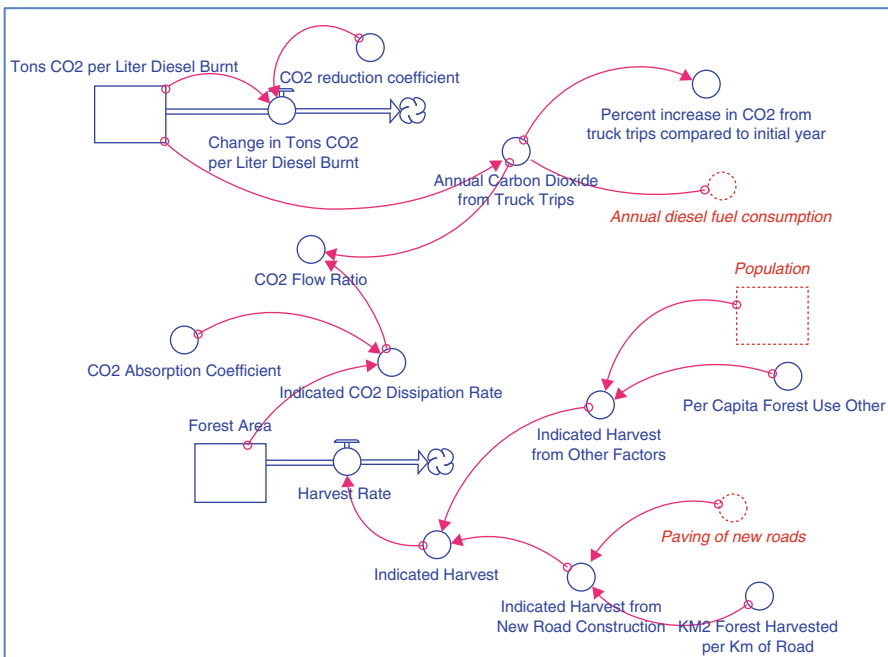 Tons CO2 per Liter Diesel Burnt
CO2 reduction coefficient
Change in Tons CO2
per Liter Diesel Burnt
Percent increase in CO2 from
truck trips compared to initial year
Annual Carbon Dioxide
from Truck Trips
Annual diesel fuel consumption
CO2 Flow Ratio
Population
CO2 Absorption Coefficient
Indicated CO2 Dissipation Rate
Per Capita Forest Use Other
Forest Area
Indicated Harvest
from Other Factors
Harvest Rate
Paving of new roads
Indicated Harvest
Indicated Harvest from
New Road Construction
KM2 Forest Harvested
per Km of Road